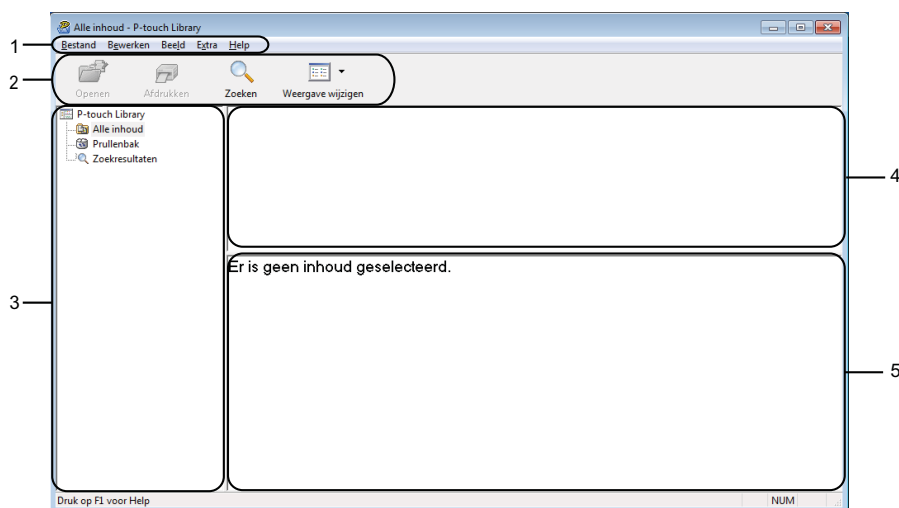 Alle inhoud - P-touch Library
1
Bestand Bewerken Beeld Extra Help
2
Openen Afdrukken Zoeken Weergave wijzigen
P-touch Library
Alle inhoud
Prullenbak
Zoekresultaten
4
Er is geen inhoud geselecteerd.
3
5
Druk op F1 voor Help NUM